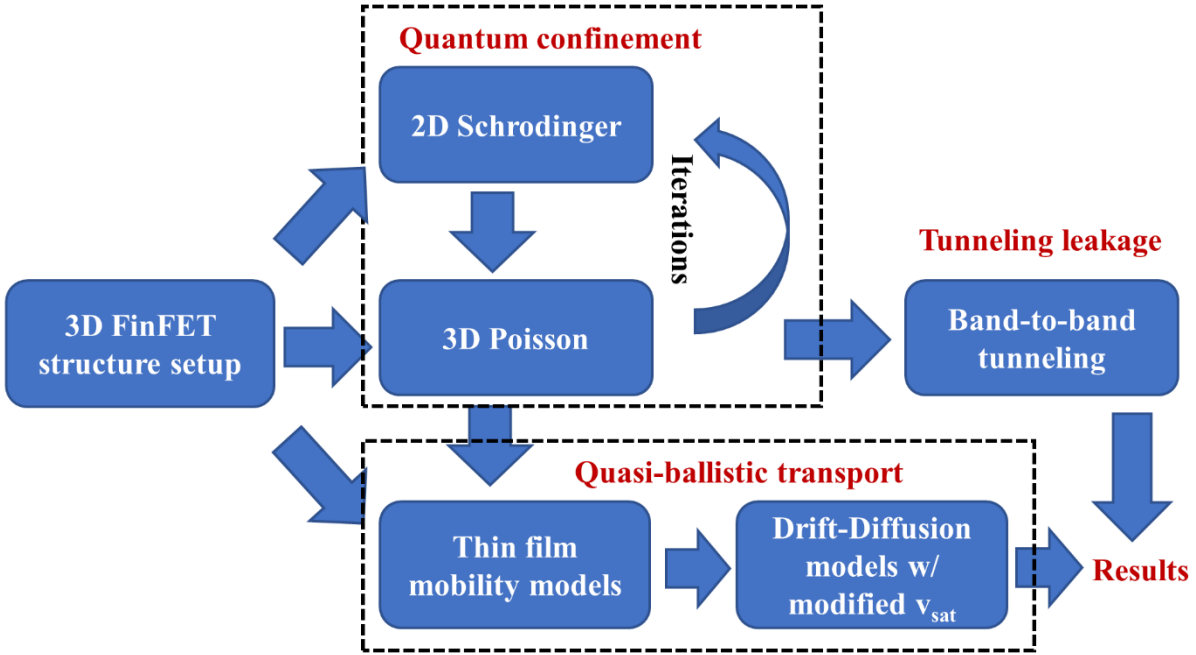 Quantum confinement
2D Schrodinger
Iterations
3D Poisson
3D FinFET
structure setup
Tunneling leakage
Band-to-band
tunneling
Quasi-ballistic transport
Thin film
mobility models
Drift-Diffusion
models w/
modified v_sat
Results